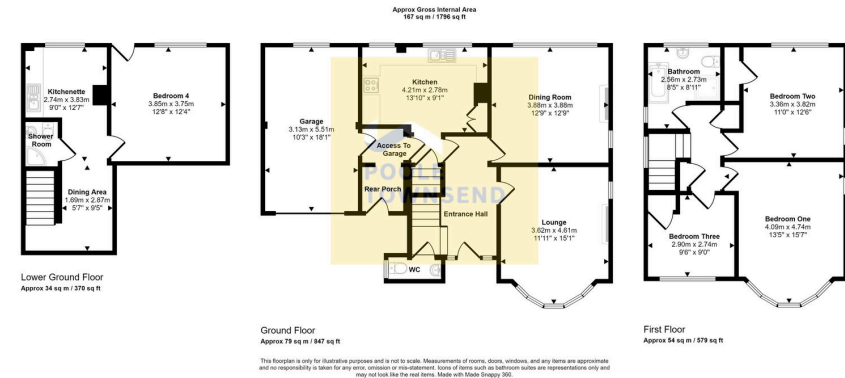 Approx Gross Internal Area
167 sq m / 1796 sq ft
Kitchenette
2.74m x 3.83m
9'0" x 12'7"
Bedroom 4
3.85m x 3.75m
12'8" x 12'4"
Shower
Room
Dining Area
1.69m x 2.87m
5'7" x 9'5"
Lower Ground Floor
Approx 34 sq m / 370 sq ft
Garage
3.13m x 5.51m
10'3" x 18'1"
Kitchen
4.21m x 2.78m
13'10" x 9'1"
Dining Room
3.88m x 3.88m
12'9" x 12'9"
Access To
Garage
POOLE
TOWNSEND
Rear Porch
Entrance Hall
Lounge
3.62m x 4.61m
11'11" x 15'1"
WC
Ground Floor
Approx 79 sq m / 847 sq ft
Bathroom
2.56m x 2.73m
8'5" x 8'11"
Bedroom Two
3.36m x 3.82m
11'0" x 12'6"
Bedroom One
4.09m x 4.74m
13'5" x 15'7"
Bedroom Three
2.90m x 2.74m
9'6" x 9'0"
First Floor
Approx 54 sq m / 579 sq ft
This floorplan is only for illustrative purposes and is not to scale. Measurements of rooms, doors, windows, and any items are approximate
and no responsibility is taken for any error, omission or mis-statement. Icons of items such as bathroom suites are representations only and
may not look like the real items. Made with Made Snappy 360.